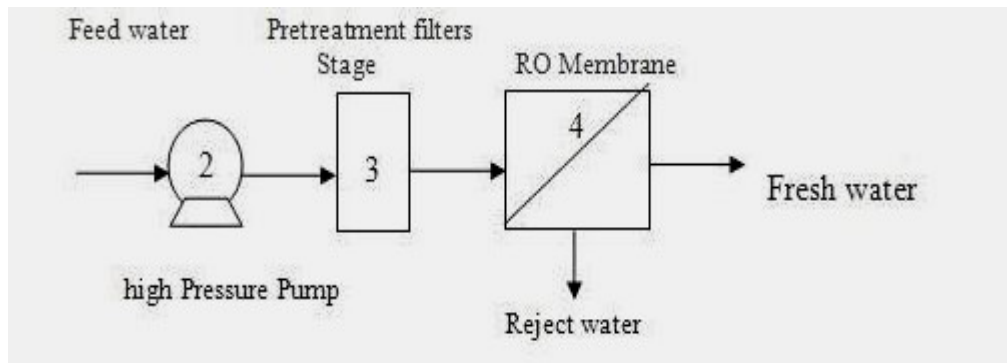 Feed water
Pretreatment filters
Stage
RO Membrane
2
3
4
Fresh water
high Pressure Pump
Reject water